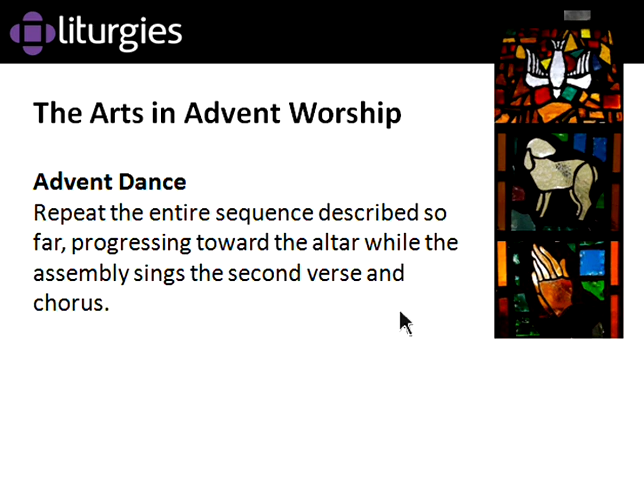 liturgies
The Arts in Advent Worship
Advent Dance
Repeat the entire sequence described so
far, progressing toward the altar while the
assembly sings the second verse and
chorus.